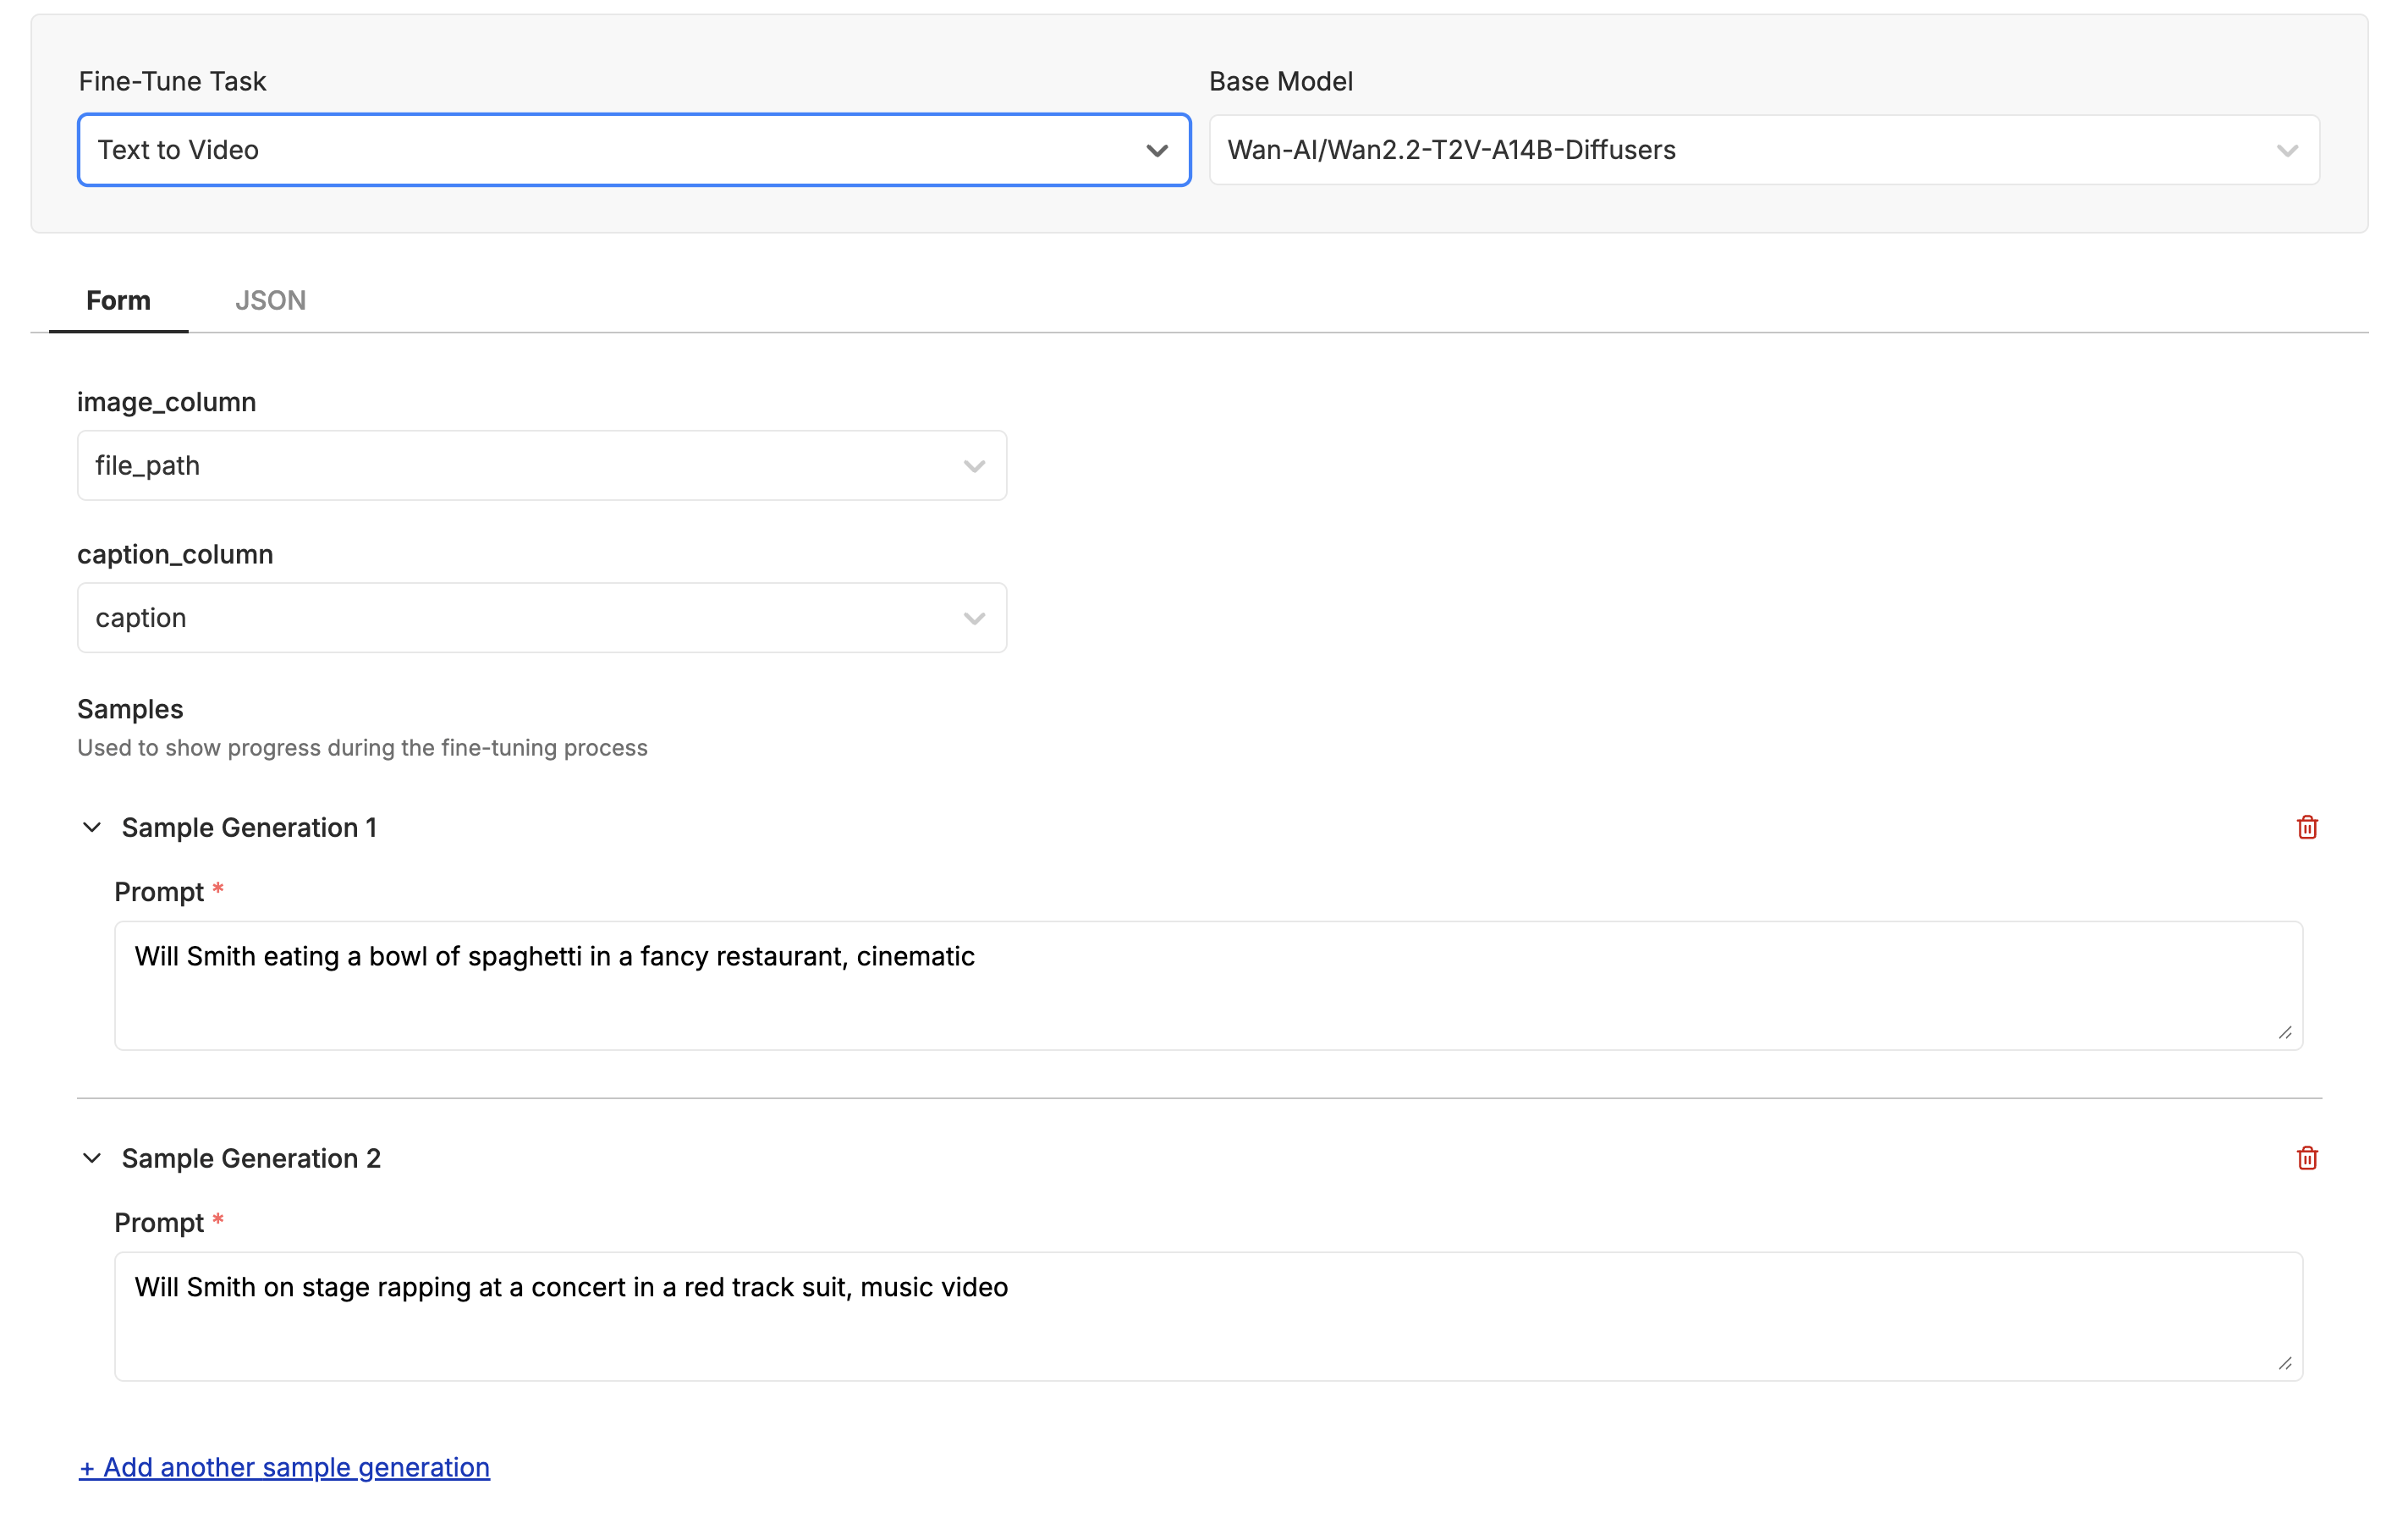 Fine-Tune Task
Base Model
Text to Video
Wan-AI/Wan2.2-T2V-A14B-Diffusers
Form
JSON
image_column
file_path
caption_column
caption
Samples
Used to show progress during the fine-tuning process
Sample Generation 1
Prompt *
Will Smith eating a bowl of spaghetti in a fancy restaurant, cinematic
Sample Generation 2
Prompt *
Will Smith on stage rapping at a concert in a red track suit, music video
+ Add another sample generation